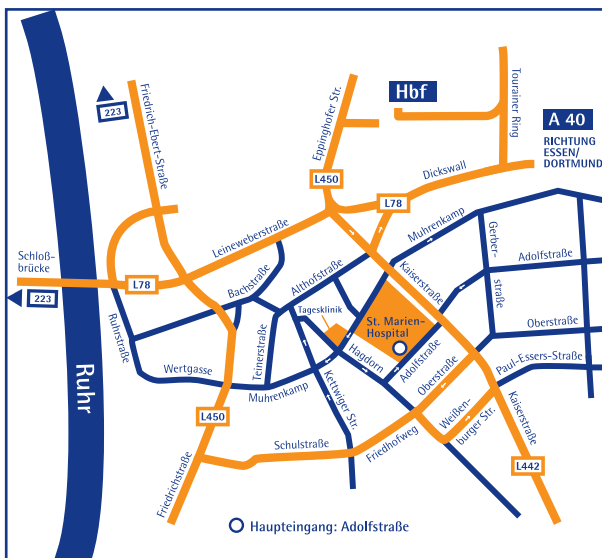 223
Friedrich-Ebert-Straße
Eppinghofer Str.
Hbf
Tourainer Ring
A 40
RICHTUNG
ESSEN/
DORTMUND
L450
Dickswall
L78
Muhrenkamp
Leineweberstraße
Gerber-
straße
Adolfstraße
Schloß-
brücke
223
L78
Bachstraße
Althofstraße
Kaiserstraße
Tagesklinik
St. Marien-
Hospital
Ruhrstraße
Oberstraße
Hagdorn
Adolfstraße
Oberstraße
Paul-Essers-Straße
Ruhr
Wertgasse
Teinerstraße
Muhrenkamp
Kettwiger Str.
Weißen-
burger Str.
Kaiserstraße
L450
Friedrichstraße
Schulstraße
Friedhofweg
L442
Haupteingang: Adolfstraße